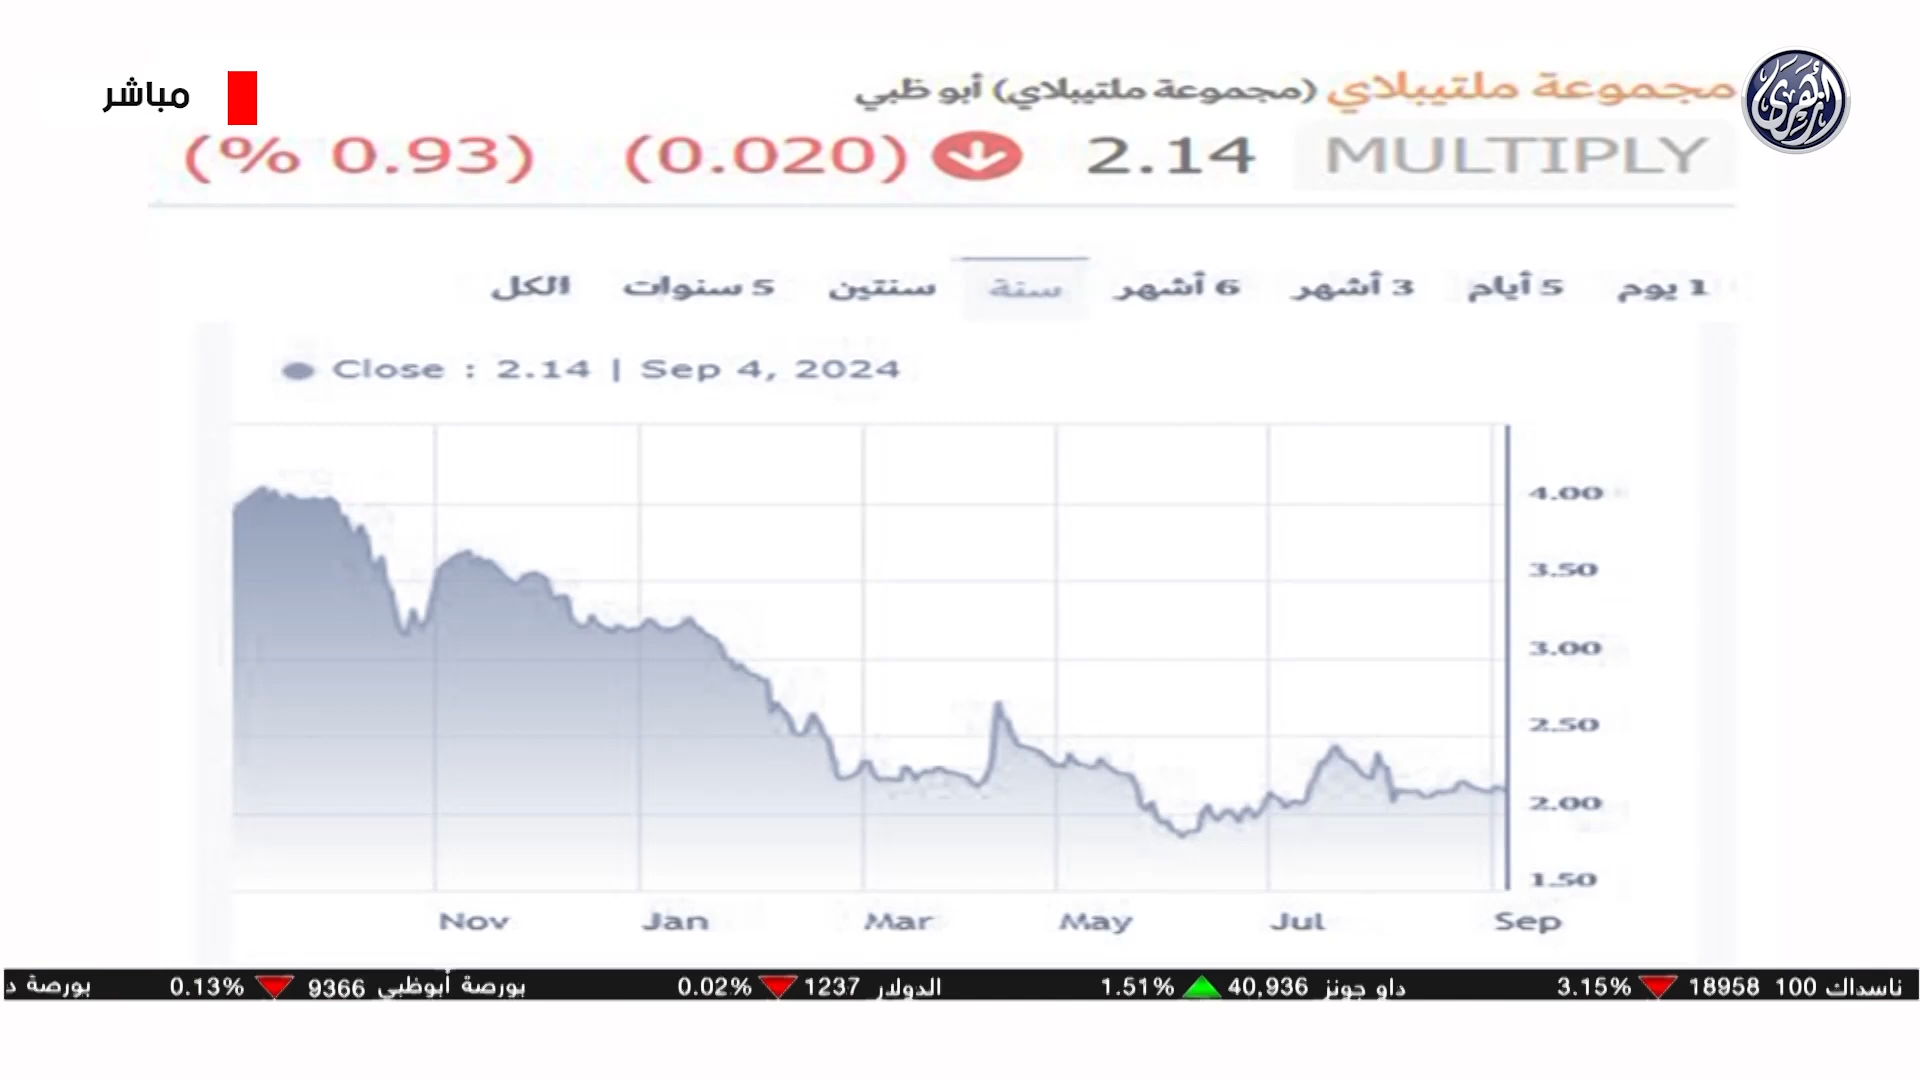 مباشر
مجموعة ملتيبلاي (مجموعة ملتيبلاي) أبو ظبي
MULTIPLY 2.14 (0.020) (% 0.93)
1 يوم 5 أيام 3 أشهر 6 أشهر سنة سنتين 5 سنوات الكل
Close : 2.14 | Sep 4, 2024
4.00
3.50
3.00
2.50
2.00
1.50
Nov Jan Mar May Jul Sep
ناسداك 100 18958 3.15% داو جونز 40,936 1.51% الدولار 1237 0.02% بورصة أبوظبي 9366 0.13% بورصة د